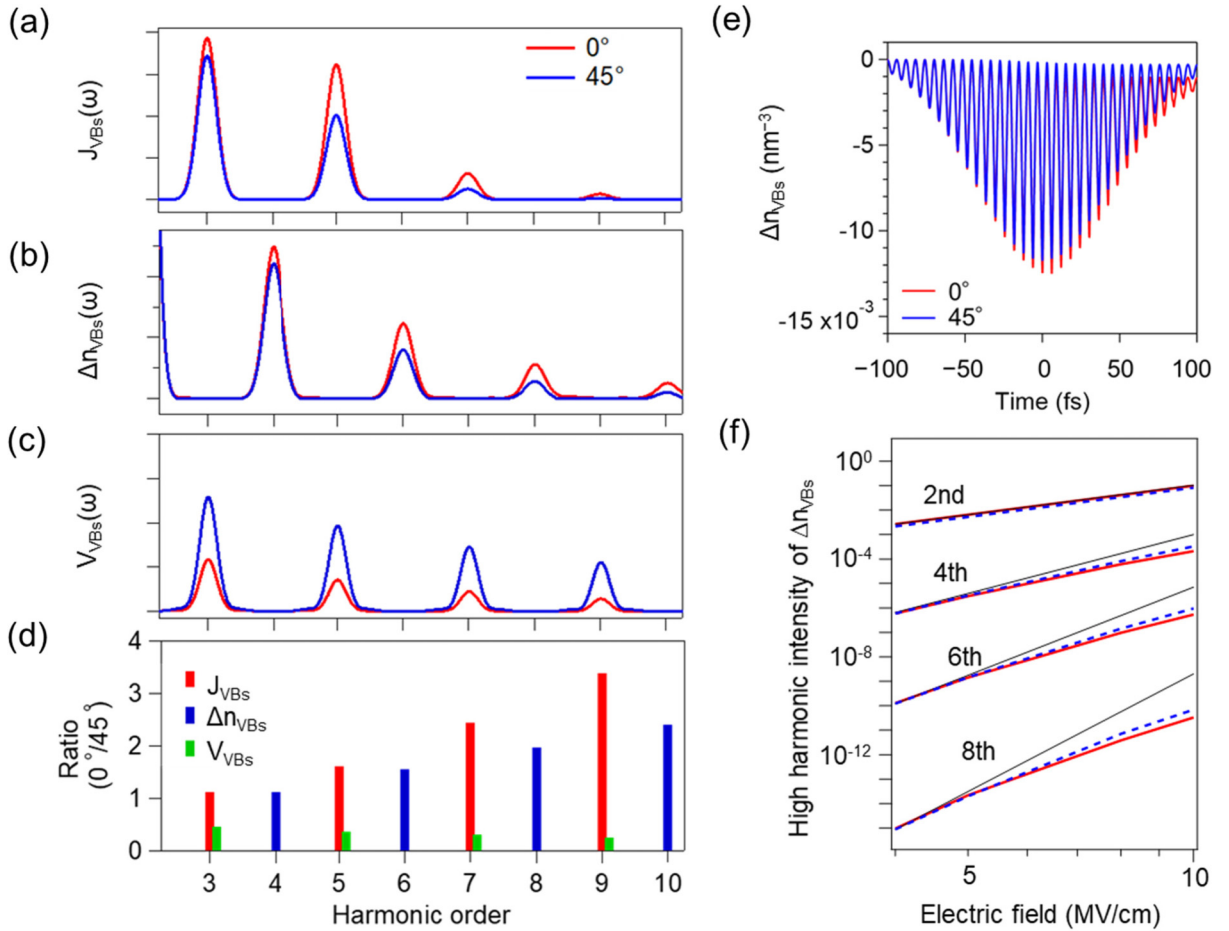 (a)
J_VBs(ω)
0°
45°
(b)
Δn_VBs(ω)
(c)
V_VBs(ω)
(d)
Ratio
(0°/45°)
4
3
2
1
0
J_VBs
Δn_VBs
V_VBs
3 4 5 6 7 8 9 10
Harmonic order
(e)
Δn_VBs (nm⁻³)
0
-5
-10
-15 x10⁻³
0°
45°
−100 −50 0 50 100
Time (fs)
(f)
High harmonic intensity of Δn_VBs
10⁰
10⁻⁴
10⁻⁸
10⁻¹²
2nd
4th
6th
8th
5 10
Electric field (MV/cm)